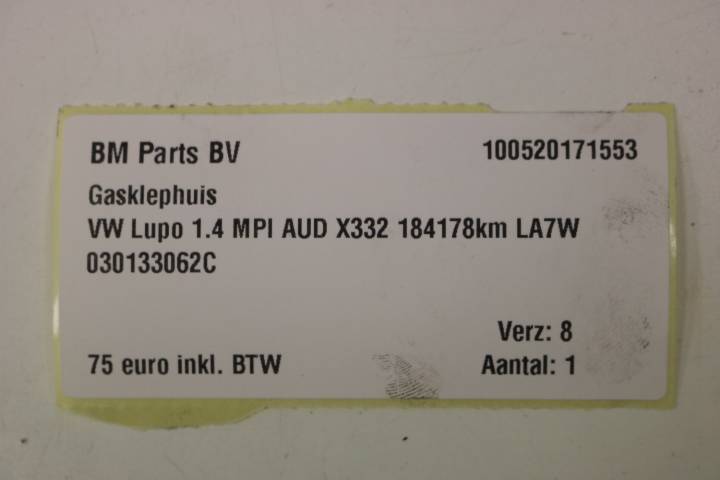 BM Parts BV 100520171553
Gasklephuis
VW Lupo 1.4 MPI AUD X332 184178km LA7W
030133062C
Verz: 8
75 euro inkl. BTW Aantal: 1